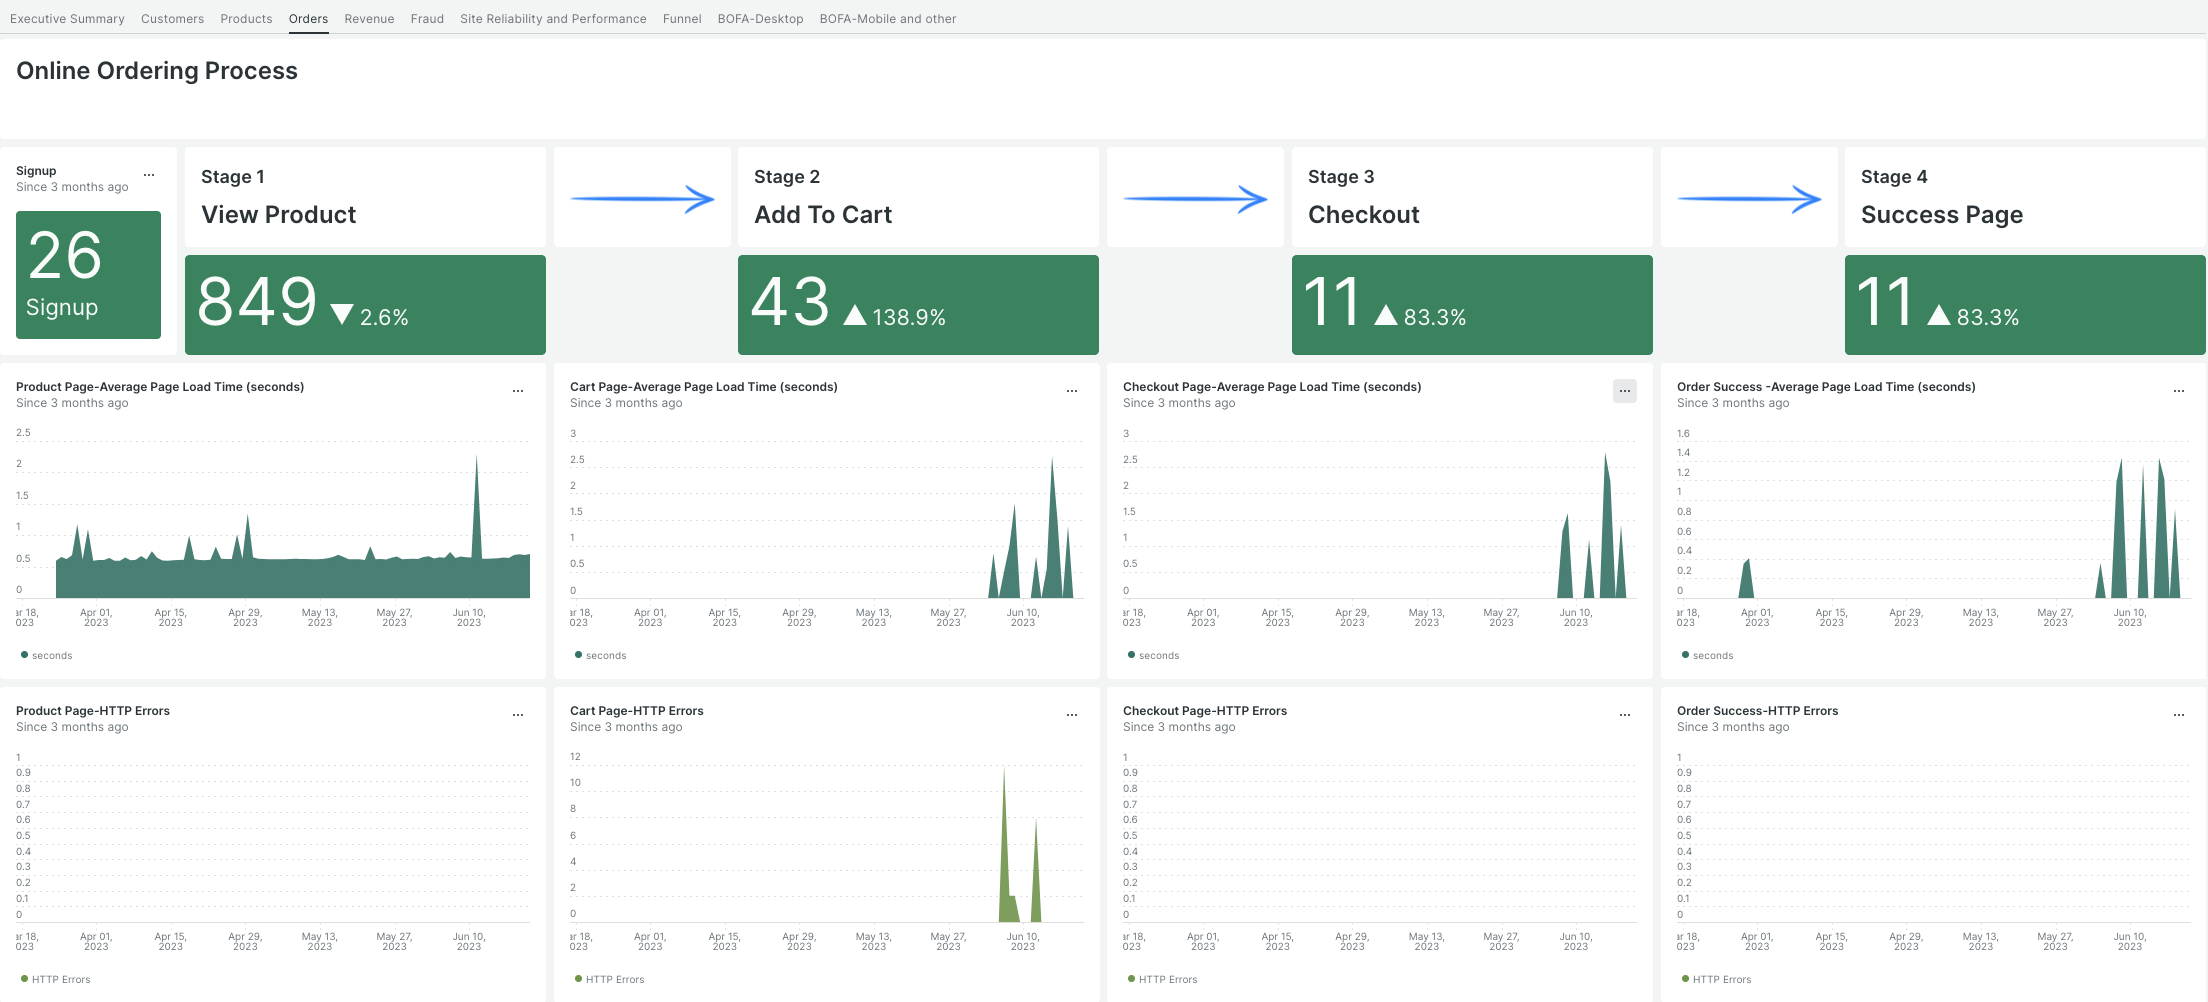 Executive Summary Customers Products Orders Revenue Fraud Site Reliability and Performance Funnel BOFA-Desktop BOFA-Mobile and other
Online Ordering Process
Signup
Since 3 months ago
26
Signup
Stage 1
View Product
849 2.6%
Stage 2
Add To Cart
43 138.9%
Stage 3
Checkout
11 83.3%
Stage 4
Success Page
11 83.3%
Product Page-Average Page Load Time (seconds)
Since 3 months ago
2.5
2
1.5
1
0.5
0
ar 18, Apr 01, Apr 15, Apr 29, May 13, May 27, Jun 10,
023 2023 2023 2023 2023 2023 2023
seconds
Cart Page-Average Page Load Time (seconds)
Since 3 months ago
3
2.5
2
1.5
1
0.5
0
ar 18, Apr 01, Apr 15, Apr 29, May 13, May 27, Jun 10,
023 2023 2023 2023 2023 2023 2023
seconds
Checkout Page-Average Page Load Time (seconds)
Since 3 months ago
3
2.5
2
1.5
1
0.5
0
ar 18, Apr 01, Apr 15, Apr 29, May 13, May 27, Jun 10,
023 2023 2023 2023 2023 2023 2023
seconds
Order Success -Average Page Load Time (seconds)
Since 3 months ago
1.6
1.4
1.2
1
0.8
0.6
0.4
0.2
0
ar 18, Apr 01, Apr 15, Apr 29, May 13, May 27, Jun 10,
023 2023 2023 2023 2023 2023 2023
seconds
Product Page-HTTP Errors
Since 3 months ago
1
0.9
0.8
0.7
0.6
0.5
0.4
0.3
0.2
0.1
0
ar 18, Apr 01, Apr 15, Apr 29, May 13, May 27, Jun 10,
023 2023 2023 2023 2023 2023 2023
HTTP Errors
Cart Page-HTTP Errors
Since 3 months ago
12
10
8
6
4
2
0
ar 18, Apr 01, Apr 15, Apr 29, May 13, May 27, Jun 10,
023 2023 2023 2023 2023 2023 2023
HTTP Errors
Checkout Page-HTTP Errors
Since 3 months ago
1
0.9
0.8
0.7
0.6
0.5
0.4
0.3
0.2
0.1
0
ar 18, Apr 01, Apr 15, Apr 29, May 13, May 27, Jun 10,
023 2023 2023 2023 2023 2023 2023
HTTP Errors
Order Success-HTTP Errors
Since 3 months ago
1
0.9
0.8
0.7
0.6
0.5
0.4
0.3
0.2
0.1
0
ar 18, Apr 01, Apr 15, Apr 29, May 13, May 27, Jun 10,
023 2023 2023 2023 2023 2023 2023
HTTP Errors